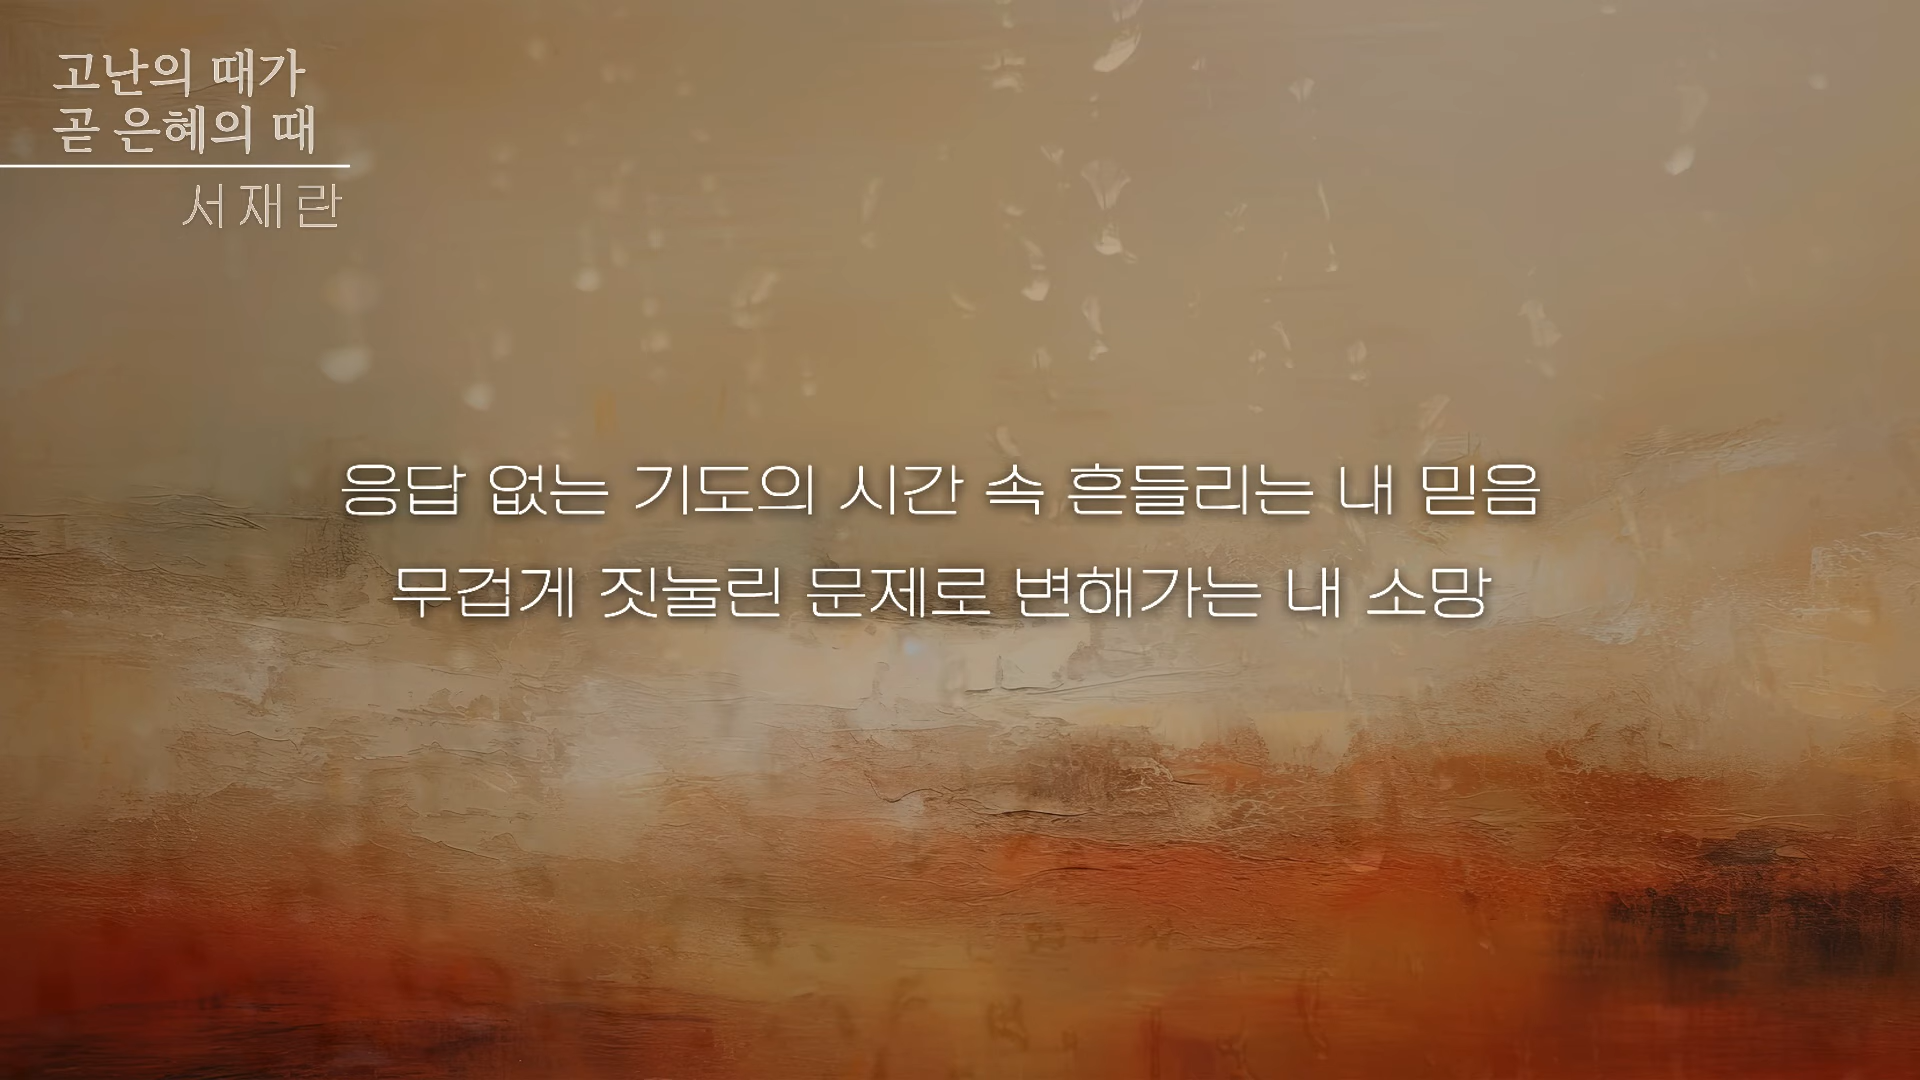 고난의 때가
곧 은혜의 때
서재란
응답 없는 기도의 시간 속 흔들리는 내 믿음
무겁게 짓눌린 문제로 변해가는 내 소망